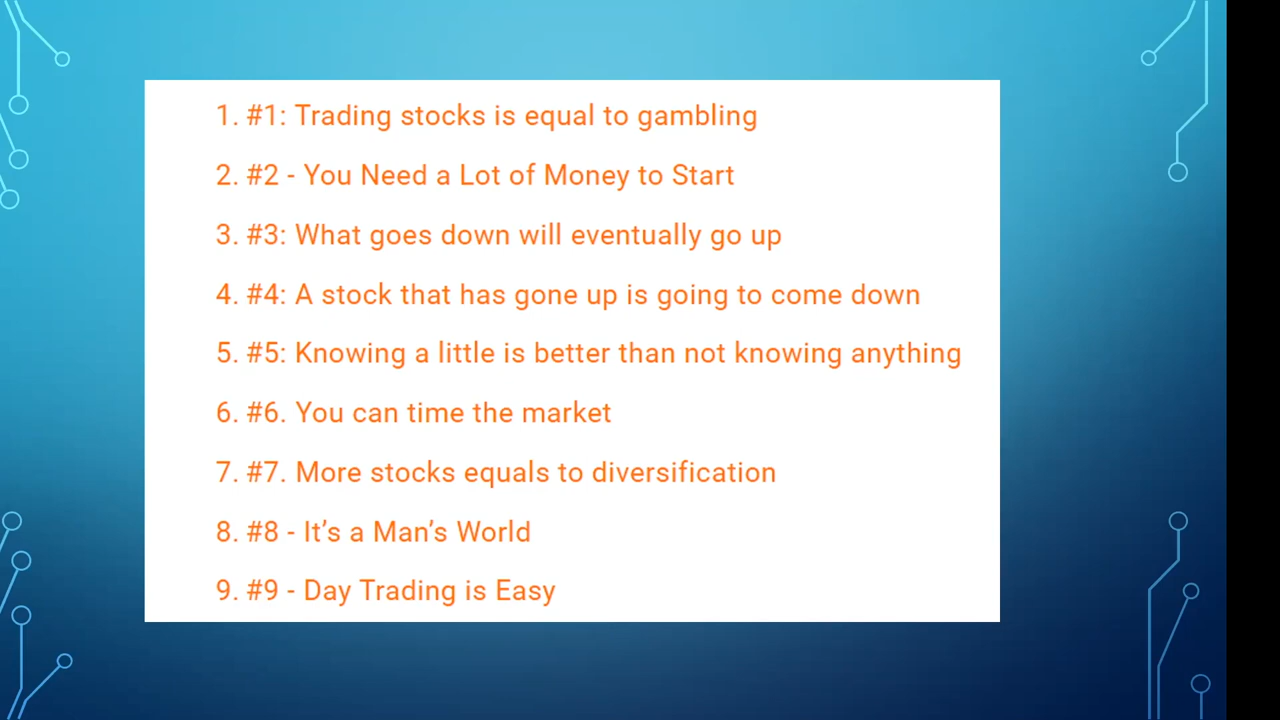 1. #1: Trading stocks is equal to gambling
2. #2 - You Need a Lot of Money to Start
3. #3: What goes down will eventually go up
4. #4: A stock that has gone up is going to come down
5. #5: Knowing a little is better than not knowing anything
6. #6. You can time the market
7. #7. More stocks equals to diversification
8. #8 - It’s a Man’s World
9. #9 - Day Trading is Easy